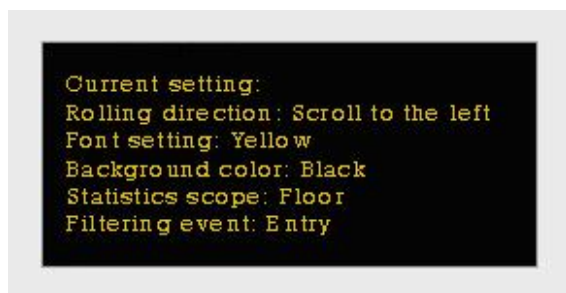 Current setting:
Rolling direction: Scroll to the left
Font setting: Yellow
Background color: Black
Statistics scope: Floor
Filtering event: Entry